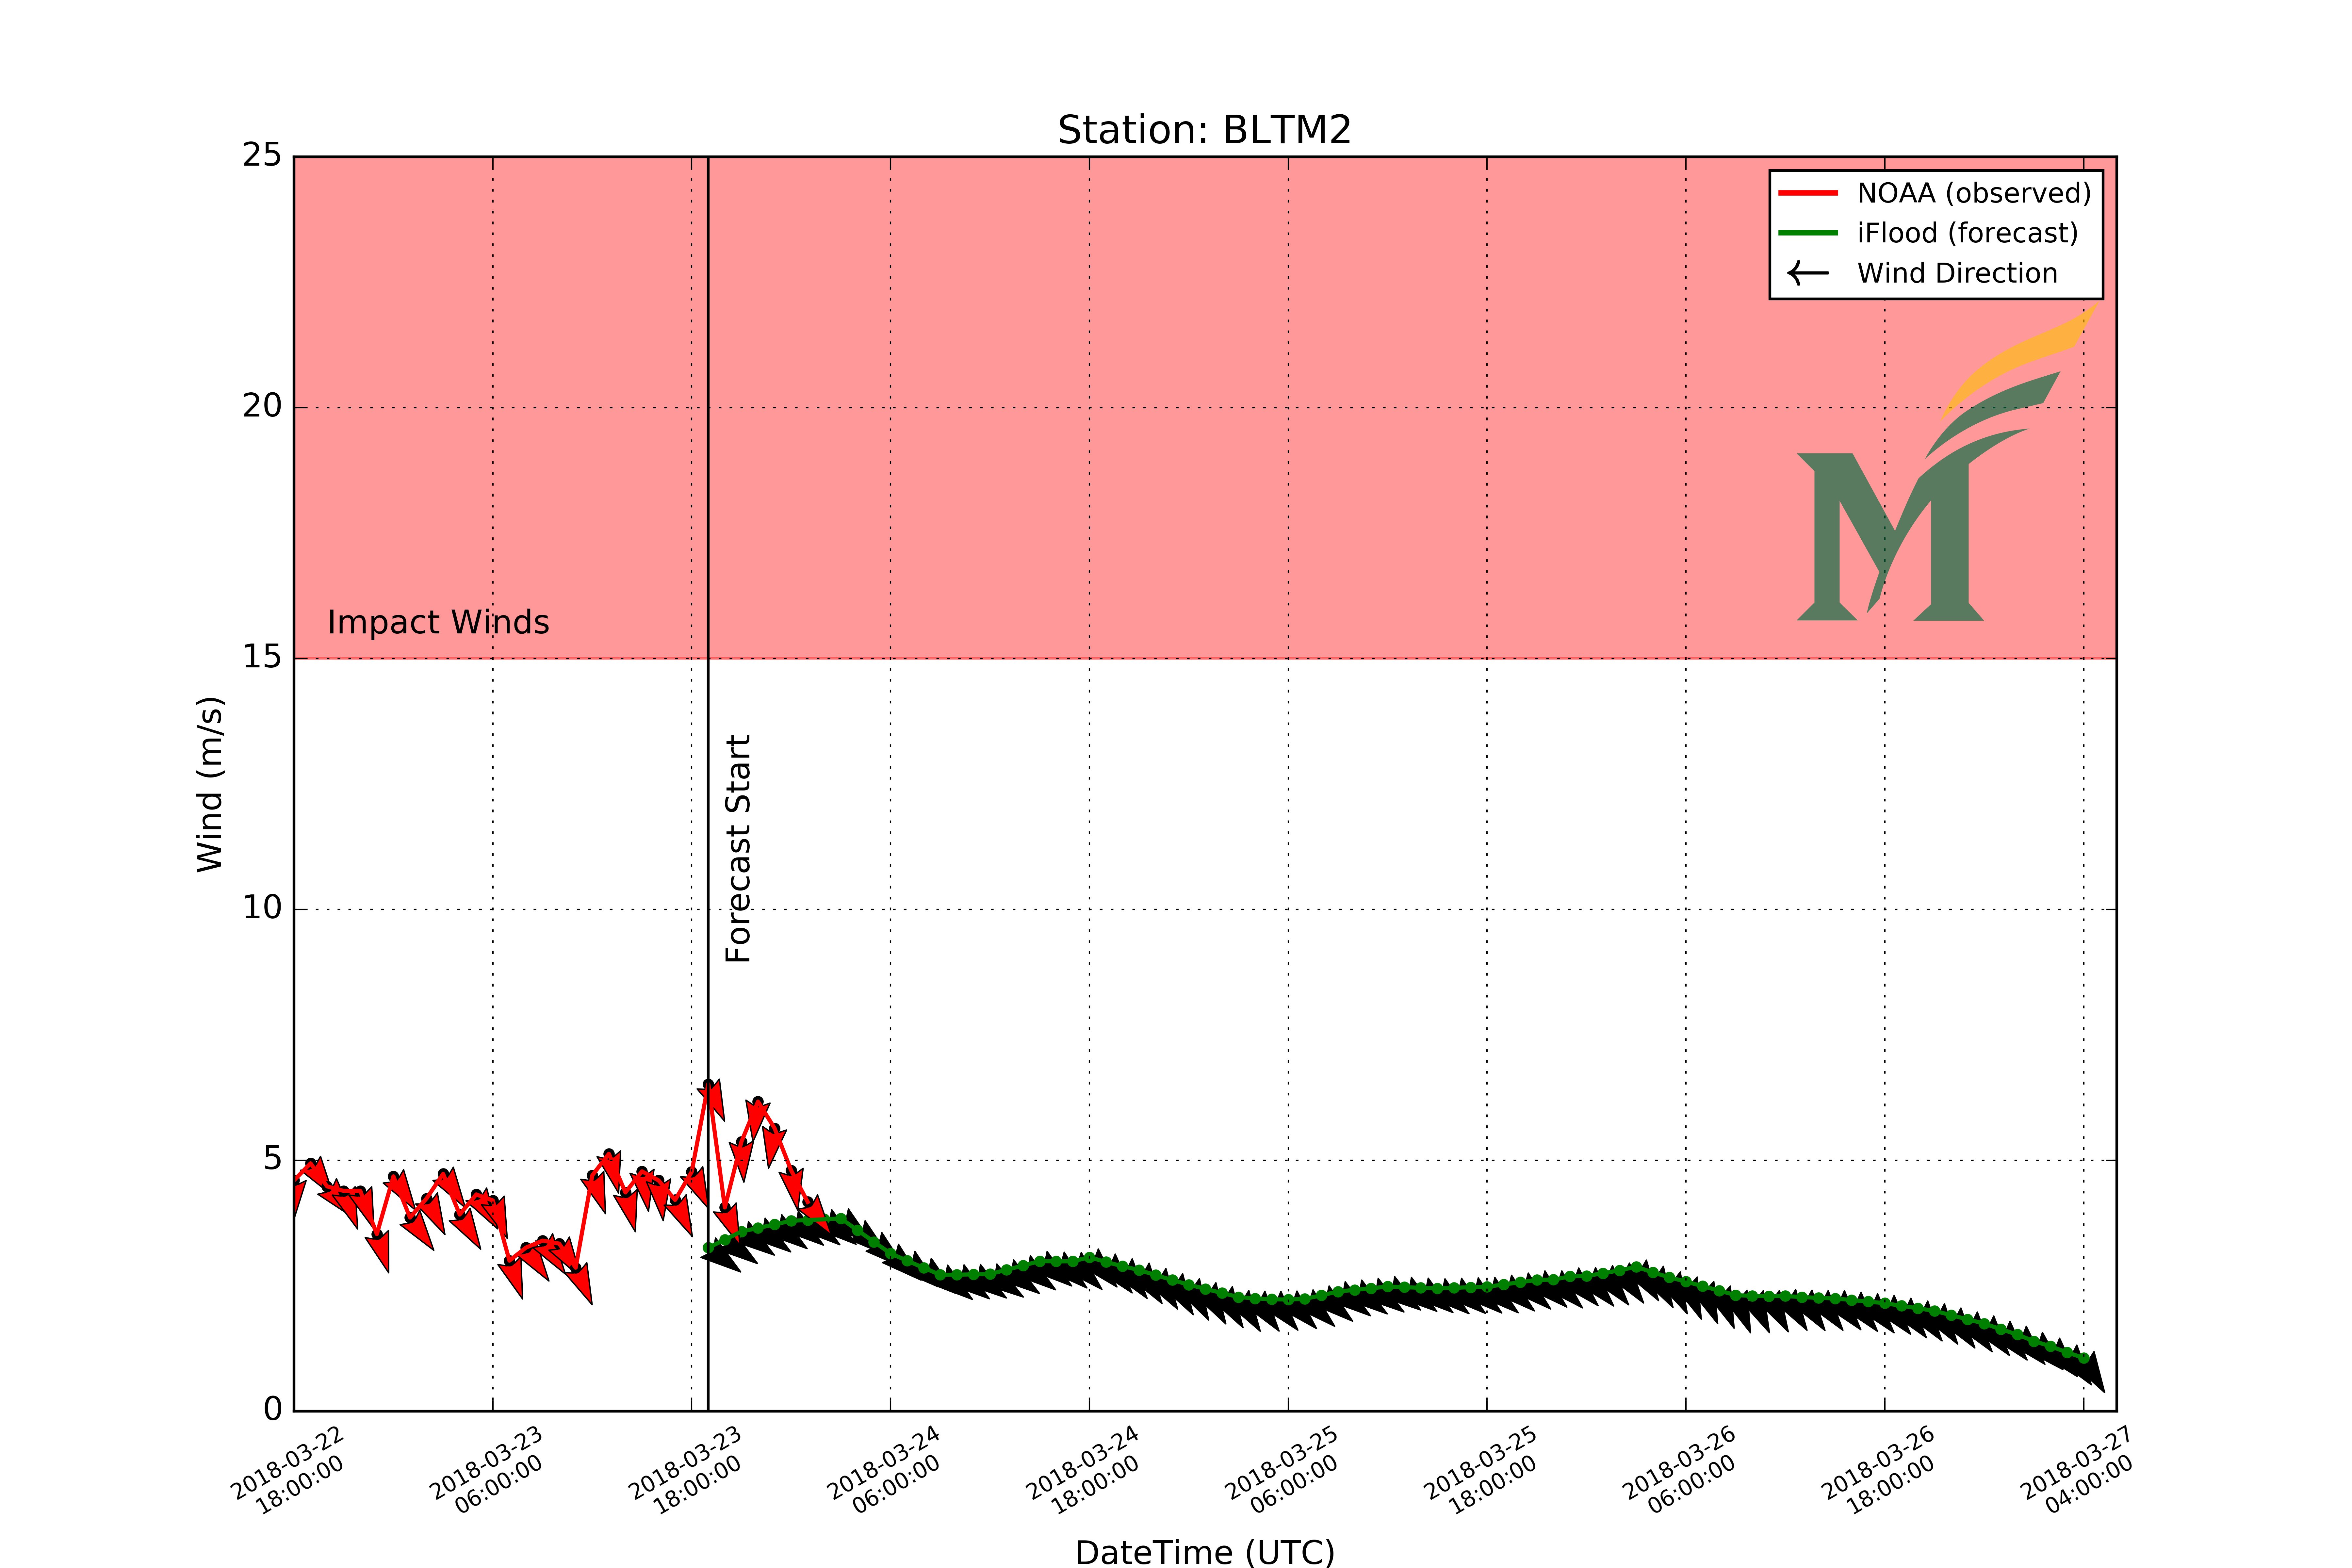 Station: BLTM2
25
20
15
10
5
0
Wind (m/s)
NOAA (observed)
iFlood (forecast)
Wind Direction
M
Impact Winds
Forecast Start
2018-03-22
18:00:00
2018-03-23
06:00:00
2018-03-23
18:00:00
2018-03-24
06:00:00
2018-03-24
18:00:00
2018-03-25
06:00:00
2018-03-25
18:00:00
2018-03-26
06:00:00
2018-03-26
18:00:00
2018-03-27
04:00:00
DateTime (UTC)